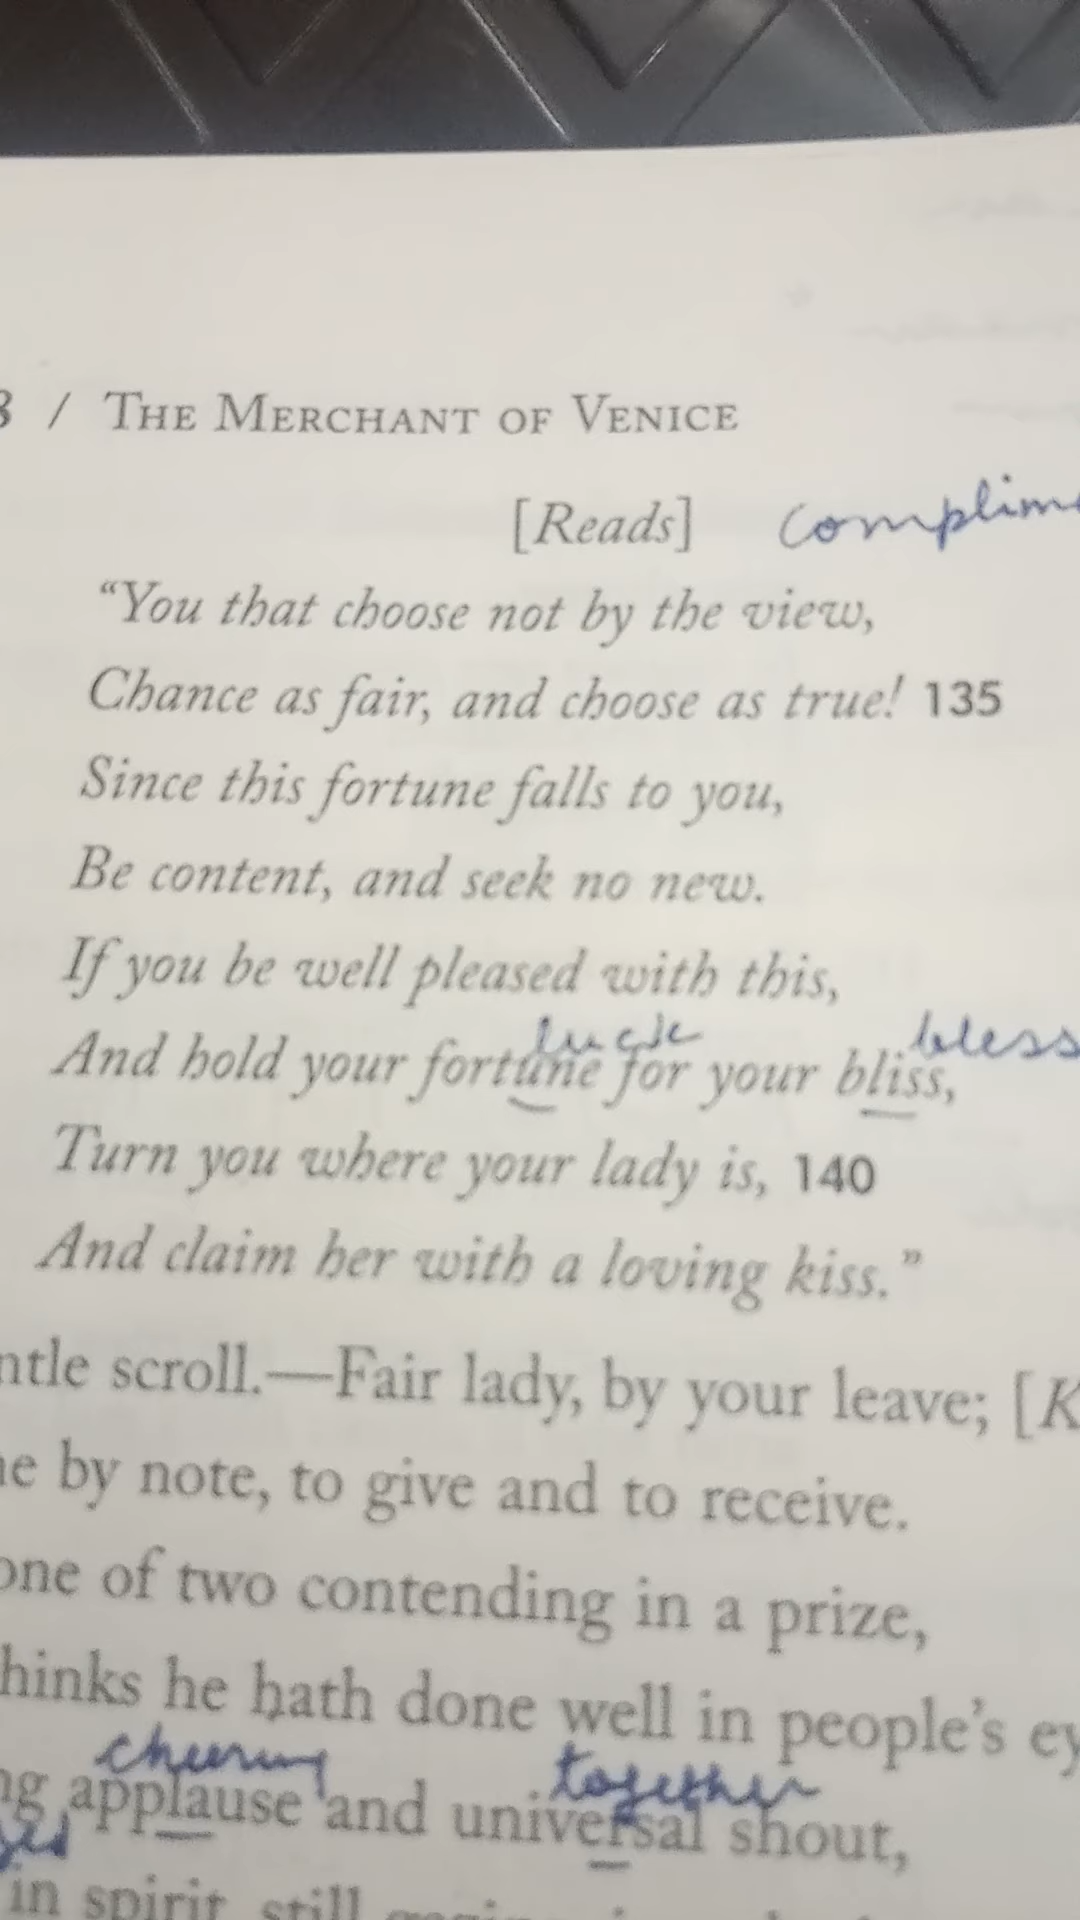 / THE MERCHANT OF VENICE
[Reads]
“You that choose not by the view,
Chance as fair, and choose as true! 135
Since this fortune falls to you,
Be content, and seek no new.
If you be well pleased with this,
luck bless
And hold your fortune for your bliss,
Turn you where your lady is, 140
And claim her with a loving kiss.”
ntle scroll.—Fair lady, by your leave; [K
e by note, to give and to receive.
one of two contending in a prize,
hinks he hath done well in people’s ey
cheering together
ng applause and universal shout,
in spirit, still